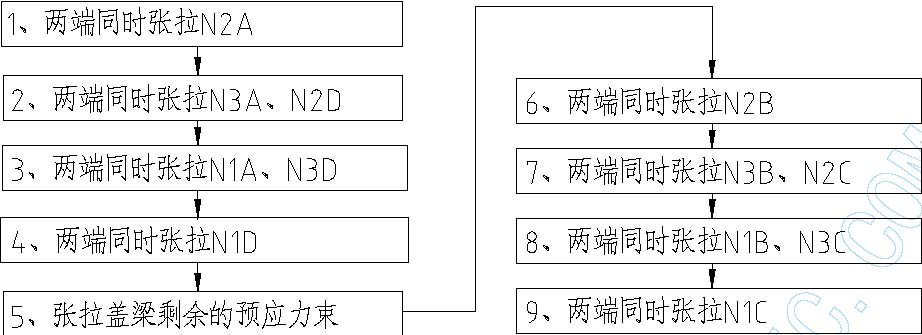 1、两端同时张拉N2A
2、两端同时张拉N3A、N2D
3、两端同时张拉N1A、N3D
4、两端同时张拉N1D
5、张拉盖梁剩余的预应力束
6、两端同时张拉N2B
7、两端同时张拉N3B、N2C
8、两端同时张拉N1B、N3C
9、两端同时张拉N1C
C.COM